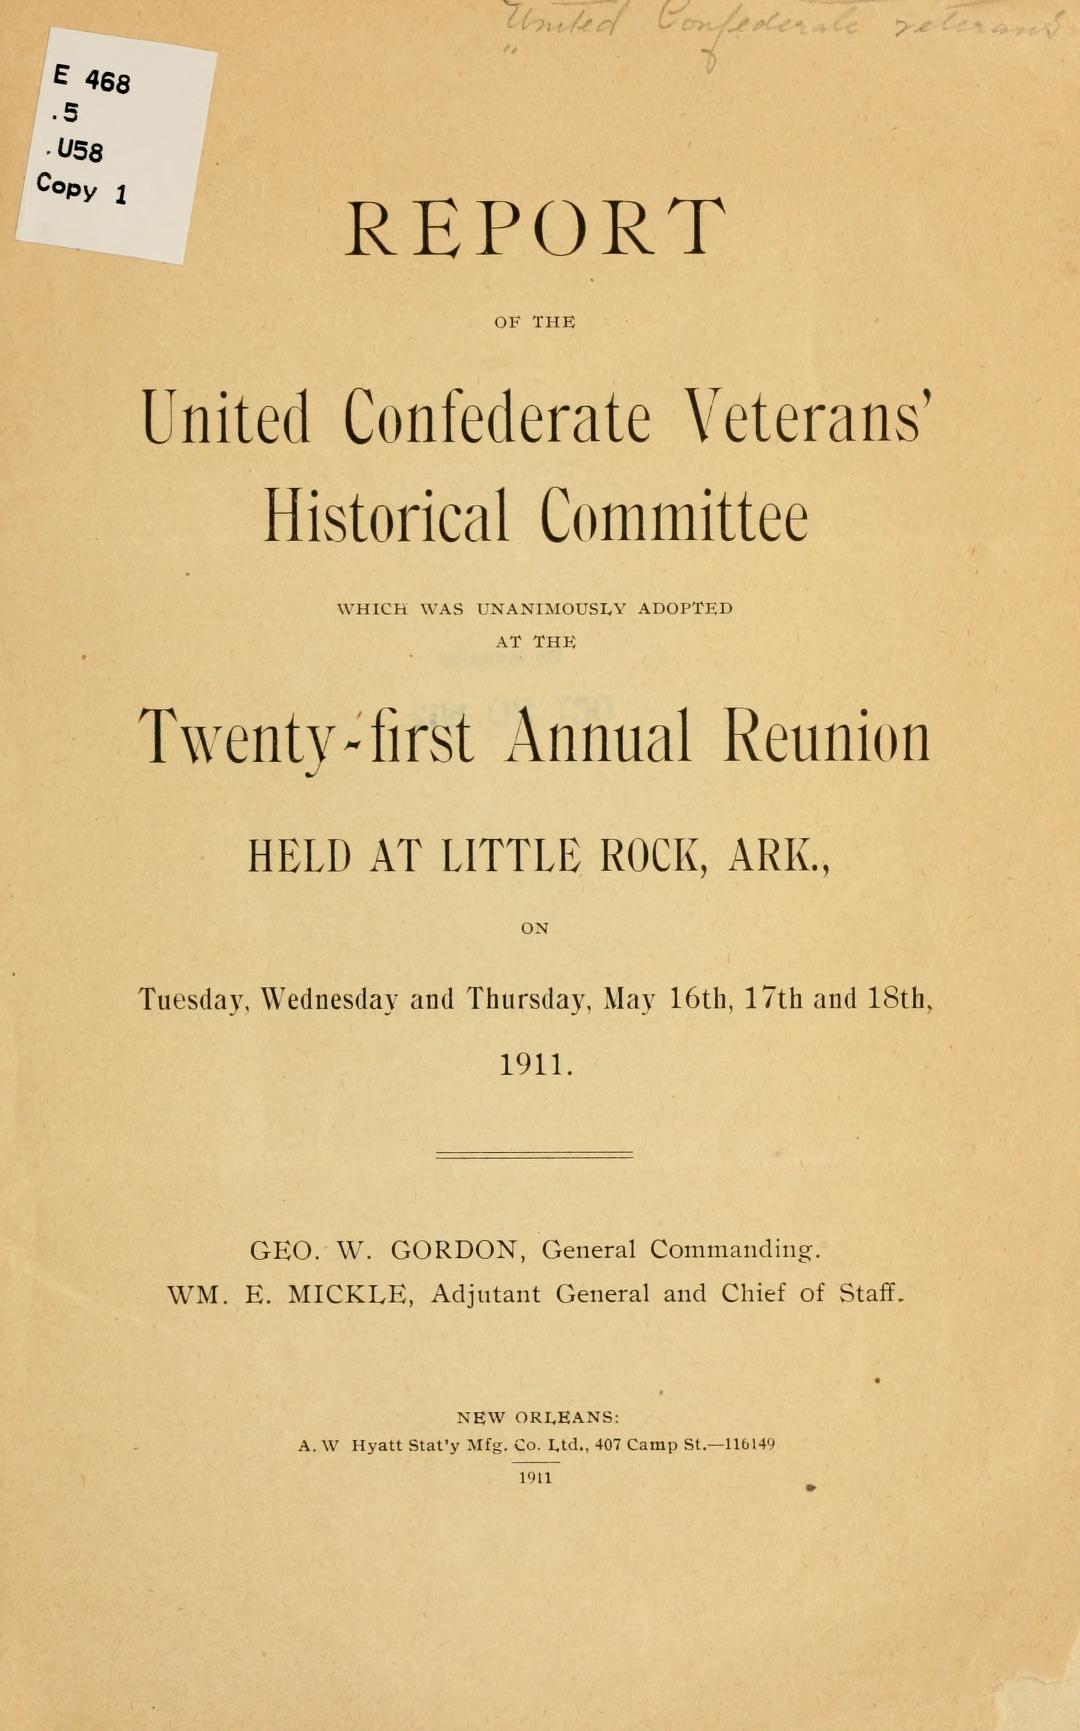 United Confederate veterans
E 468
.5
.U58
Copy 1
REPORT
OF THE
United Confederate Veterans'
Historical Committee
WHICH WAS UNANIMOUSLY ADOPTED
AT THE
Twenty-first Annual Reunion
HELD AT LITTLE ROCK, ARK.,
ON
Tuesday, Wednesday and Thursday, May 16th, 17th and 18th,
1911.
GEO. W. GORDON, General Commanding.
WM. E. MICKLE, Adjutant General and Chief of Staff.
NEW ORLEANS:
A. W Hyatt Stat'y Mfg. Co. Ltd., 407 Camp St.—116149
1911